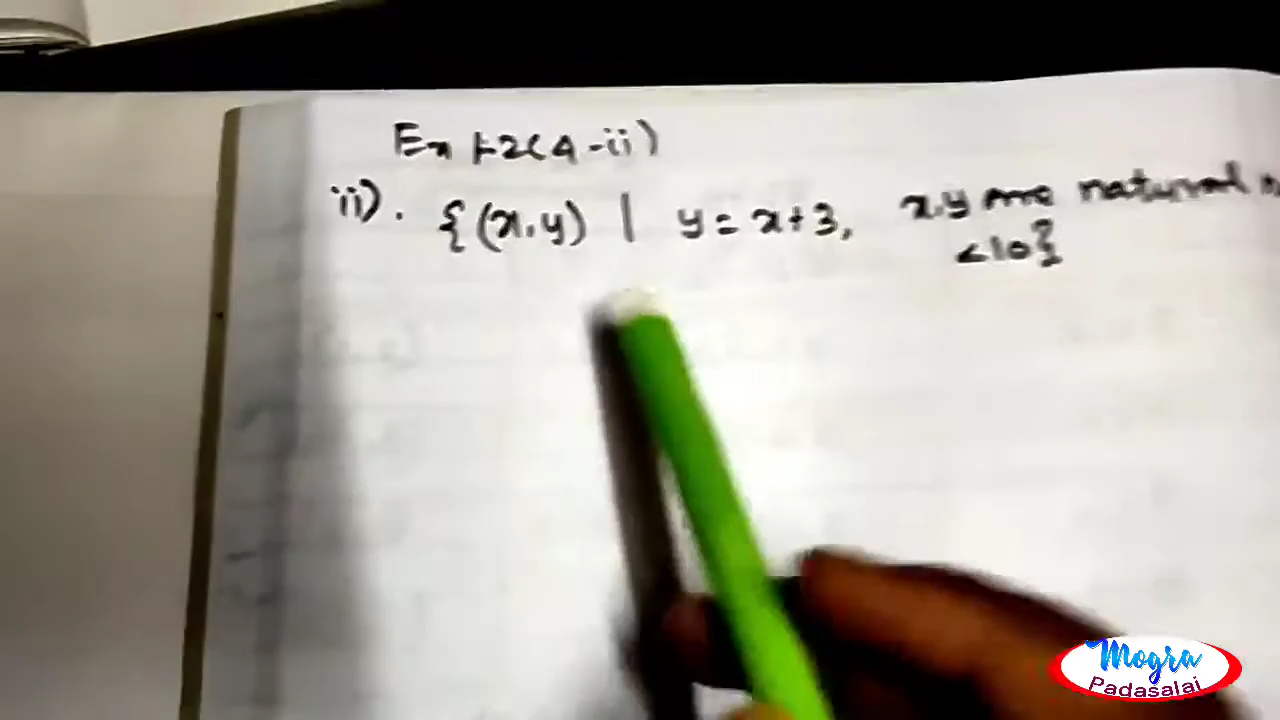 Ex 1.2 (4-ii)
ii). {(x,y) | y = x+3, x,y are natural
<10}
Mogra
Padasalai